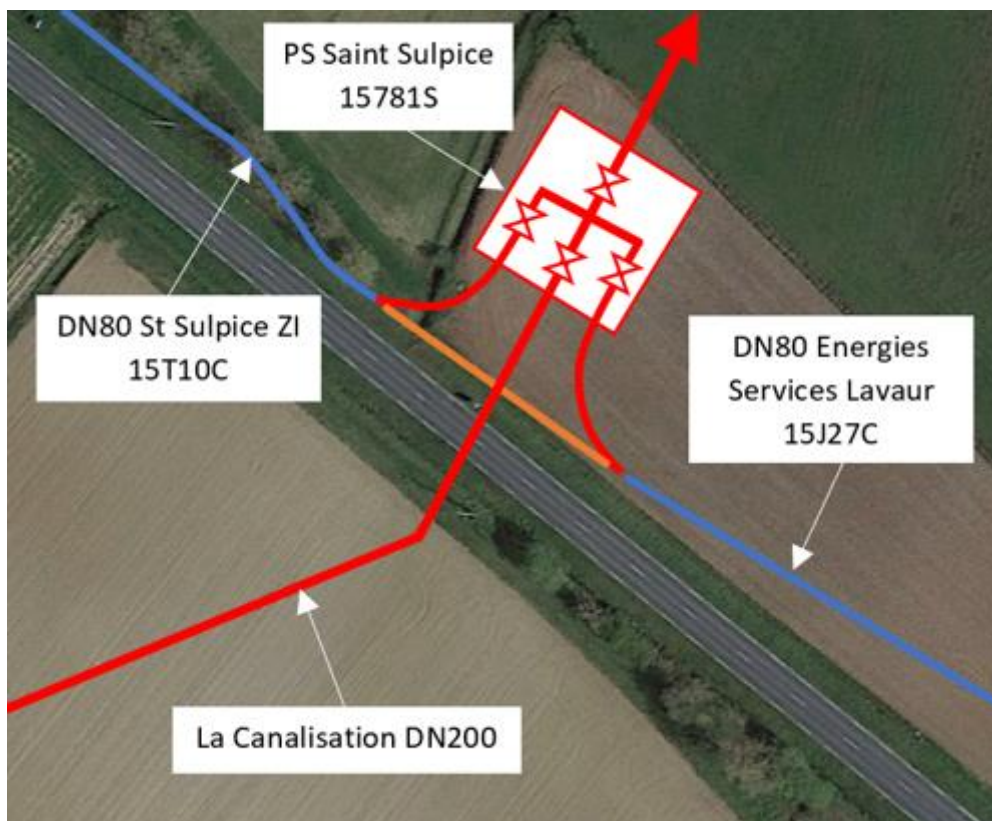 PS Saint Sulpice
15781S
DN80 St Sulpice ZI
15T10C
DN80 Energies
Services Lavaur
15J27C
La Canalisation DN200